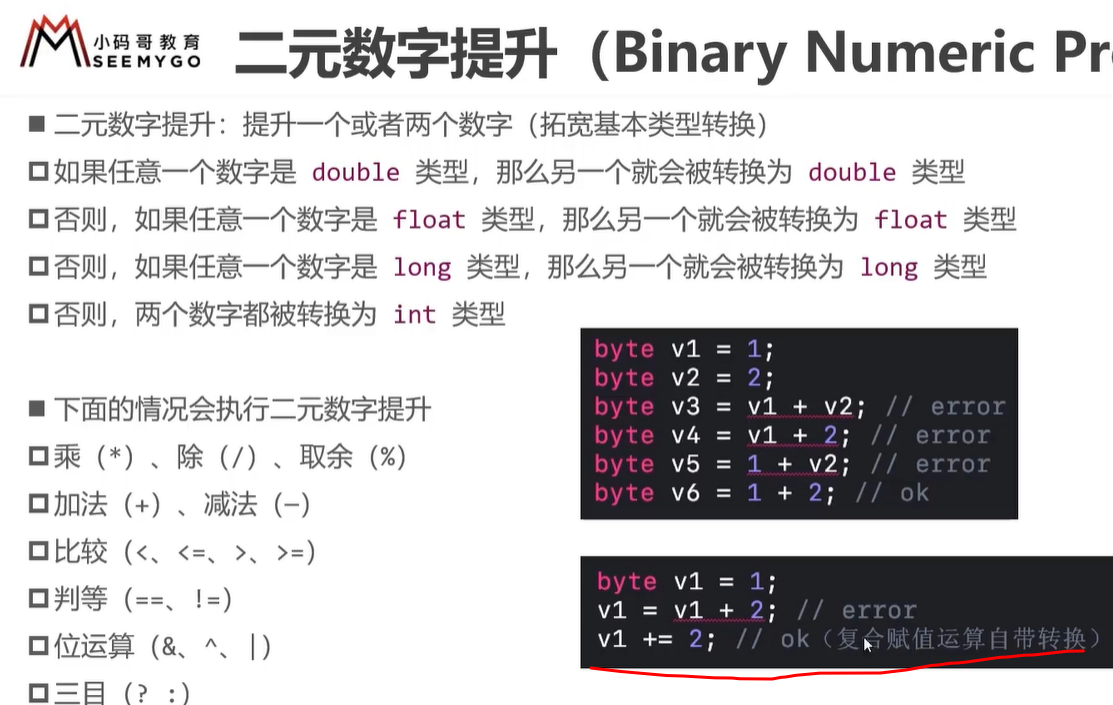 小码哥教育
SEEMYGO
二元数字提升（Binary Numeric Pr
■ 二元数字提升：提升一个或者两个数字（拓宽基本类型转换）
如果任意一个数字是 double 类型，那么另一个就会被转换为 double 类型
否则，如果任意一个数字是 float 类型，那么另一个就会被转换为 float 类型
否则，如果任意一个数字是 long 类型，那么另一个就会被转换为 long 类型
否则，两个数字都被转换为 int 类型
■ 下面的情况会执行二元数字提升
乘（*）、除（/）、取余（%）
加法（+）、减法（−）
比较（<、<=、>、>=）
判等（==、!=）
位运算（&、^、|）
三目（? :）
byte v1 = 1;
byte v2 = 2;
byte v3 = v1 + v2; // error
byte v4 = v1 + 2; // error
byte v5 = 1 + v2; // error
byte v6 = 1 + 2; // ok
byte v1 = 1;
v1 = v1 + 2; // error
v1 += 2; // ok（复合赋值运算自带转换）